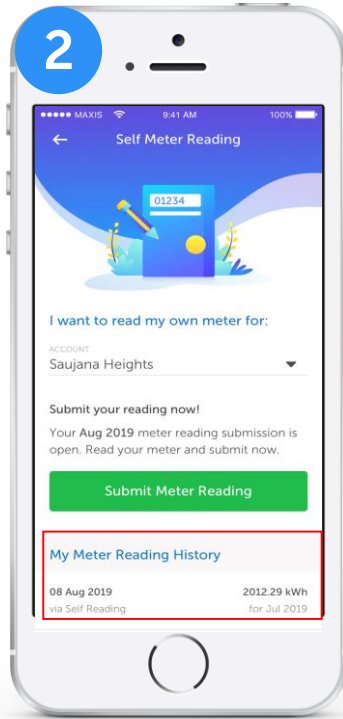 2
MAXIS 9:41 AM 100%
Self Meter Reading
01234
I want to read my own meter for:
ACCOUNT
Saujana Heights
Submit your reading now!
Your Aug 2019 meter reading submission is
open. Read your meter and submit now.
Submit Meter Reading
My Meter Reading History
08 Aug 2019 2012.29 kWh
via Self Reading for Jul 2019